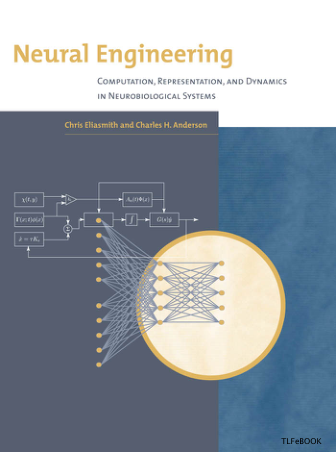 Neural Engineering
COMPUTATION, REPRESENTATION, AND DYNAMICS
IN NEUROBIOLOGICAL SYSTEMS
Chris Eliasmith and Charles H. Anderson
Σ
∫
TLFeBOOK